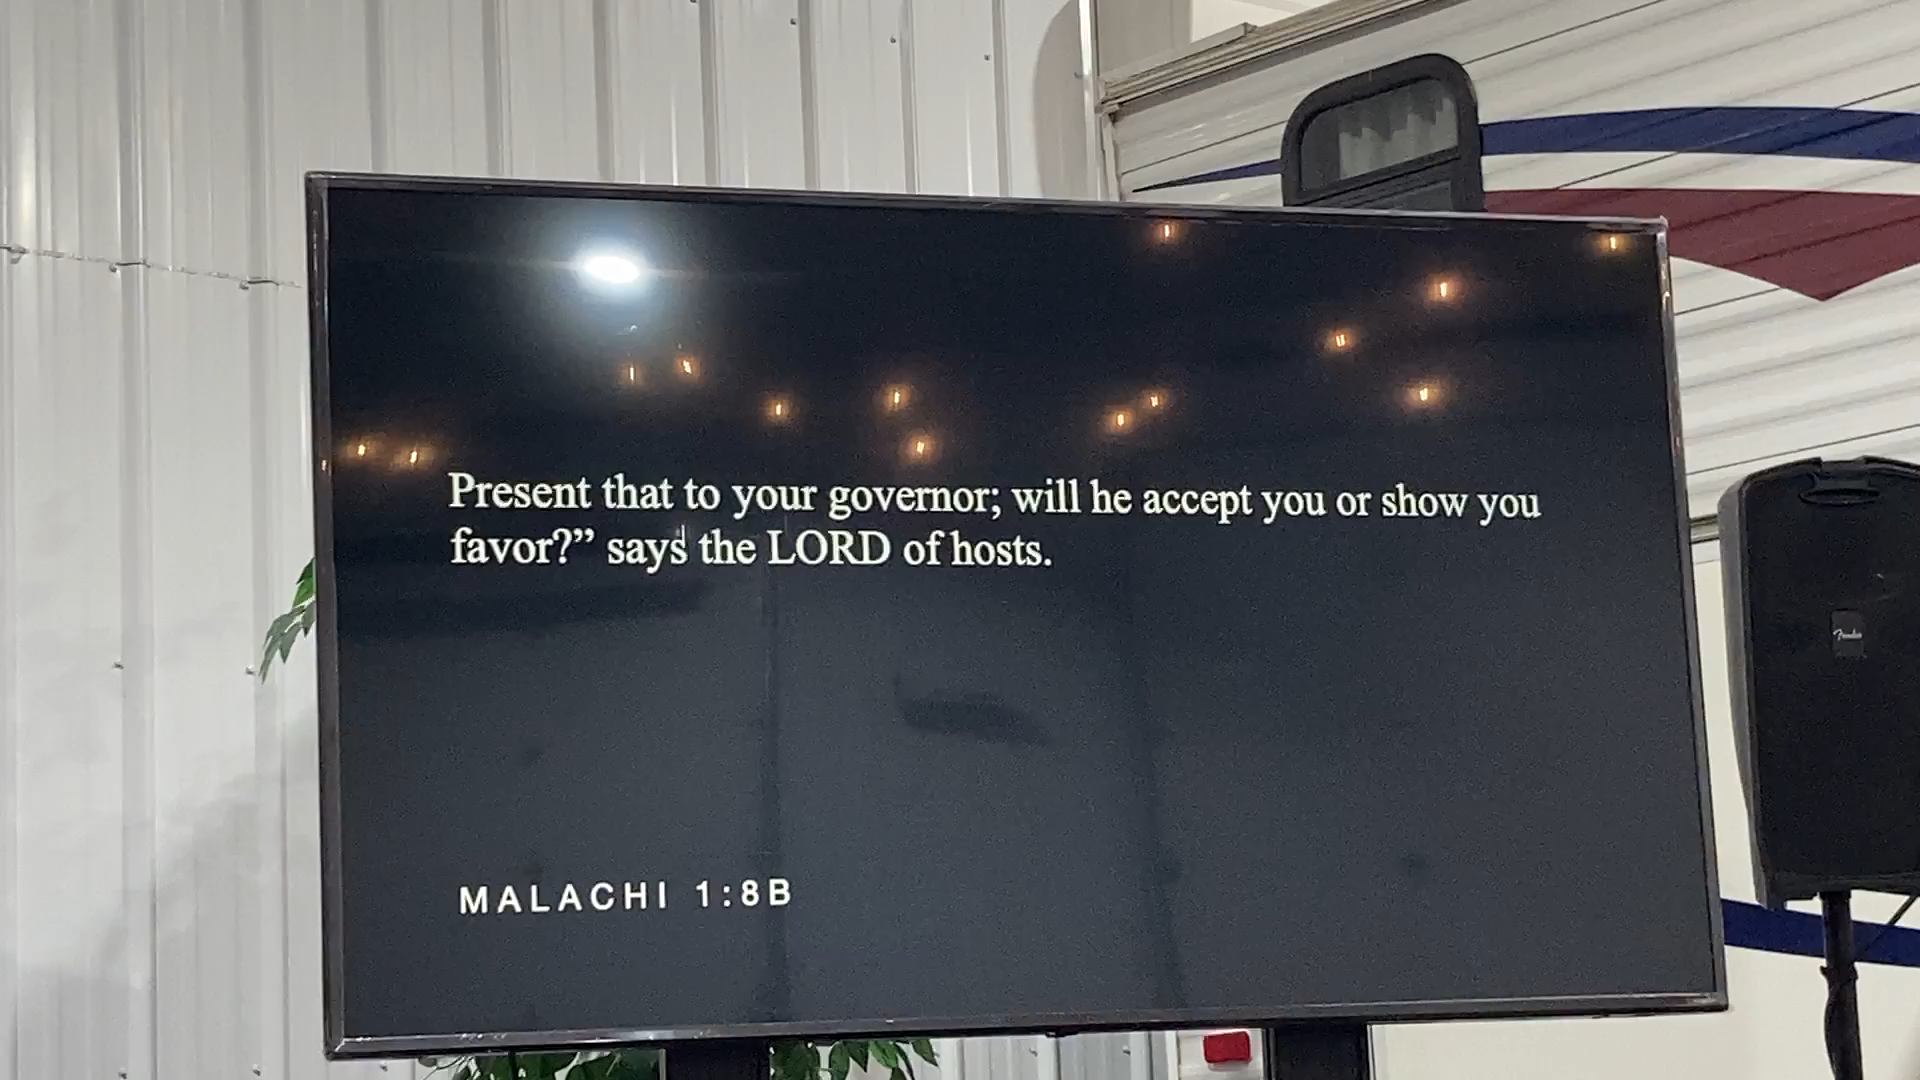 Present that to your governor; will he accept you or show you
favor?” says the LORD of hosts.
MALACHI 1:8B
Fender